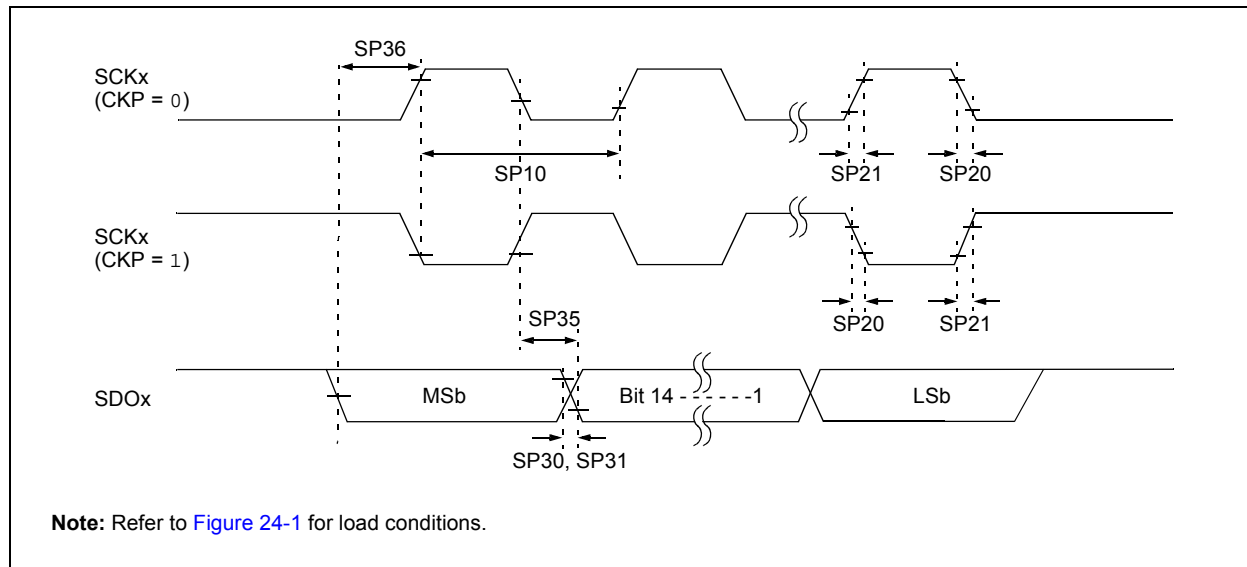 SP36
SCKx
(CKP = 0)
SP10
SP21
SP20
SCKx
(CKP = 1)
SP35
SP20
SP21
SDOx
MSb
Bit 14 - - - - - - -1
LSb
SP30, SP31
Note: Refer to Figure 24-1 for load conditions.